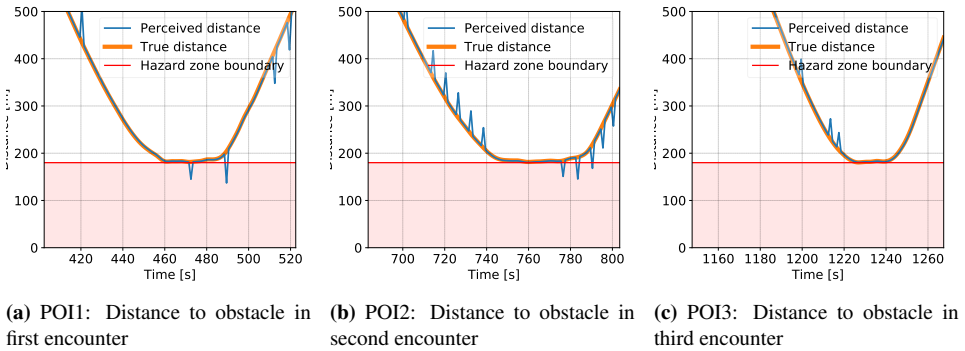 500
400
300
200
100
0
420
440
460
480
500
520
Time [s]
Perceived distance
True distance
Hazard zone boundary
500
400
300
200
100
0
700
720
740
760
780
800
Time [s]
Perceived distance
True distance
Hazard zone boundary
500
400
300
200
100
0
1160
1180
1200
1220
1240
1260
Time [s]
Perceived distance
True distance
Hazard zone boundary
(a) POI1: Distance to obstacle in
first encounter
(b) POI2: Distance to obstacle in
second encounter
(c) POI3: Distance to obstacle in
third encounter